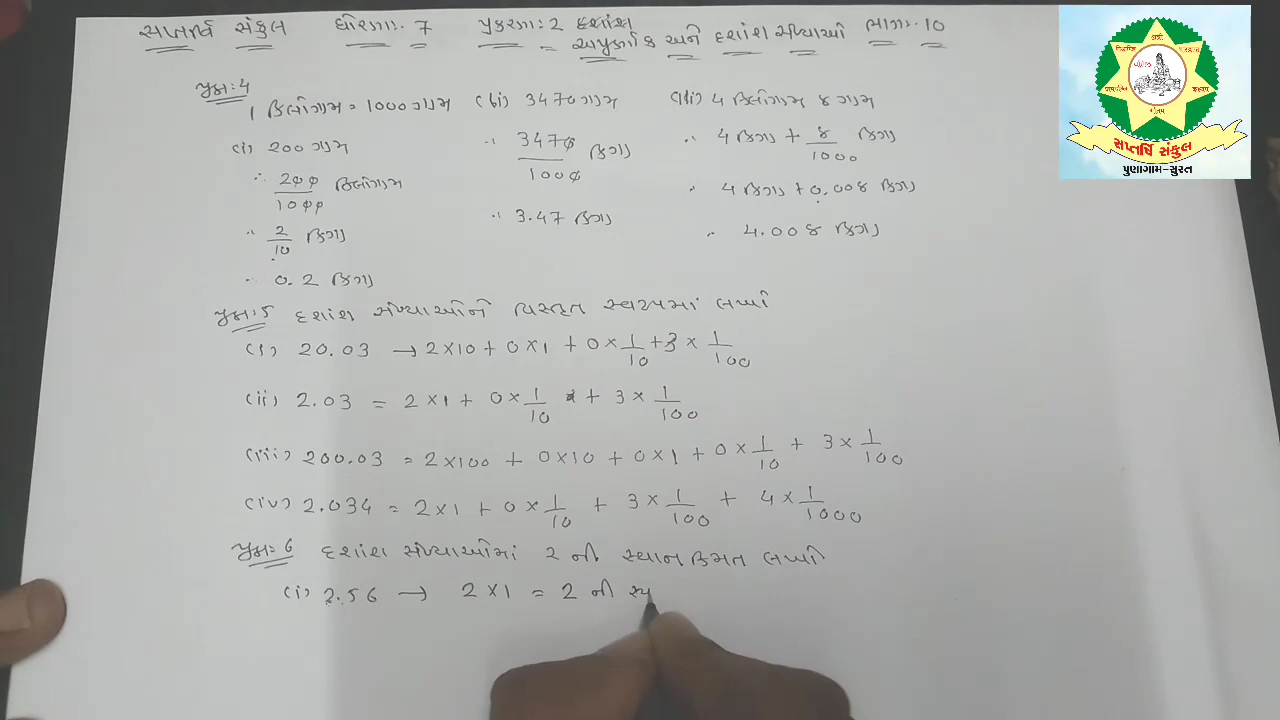 સપ્તર્ષિ સંકુલ ધોરણ: 7 પ્રકરણ: 2 દશાંશ
અપૂર્ણાંક અને દશાંશ સંખ્યાઓ ભાગ: 10
પ્રશ્ન: 4
1 કિલોગ્રામ = 1000 ગ્રામ
(i) 200 ગ્રામ
∴ 200/1000 કિલોગ્રામ
∴ 2/10 કિગ્રા
∴ 0.2 કિગ્રા
(ii) 3470 ગ્રામ
∴ 3470/1000 કિગ્રા
∴ 3.47 કિગ્રા
(iii) 4 કિલોગ્રામ 8 ગ્રામ
∴ 4 કિગ્રા + ૪/1000 કિગ્રા
∴ 4 કિગ્રા + 0.00૪ કિગ્રા
∴ 4.00૪ કિગ્રા
પ્રશ્ન: 5 દશાંશ સંખ્યાઓને વિસ્તૃત સ્વરૂપમાં લખો
(i) 20.03 → 2×10 + 0×1 + 0×1/10 + 3×1/100
(ii) 2.03 = 2×1 + 0×1/10 + 3×1/100
(iii) 200.03 = 2×100 + 0×10 + 0×1 + 0×1/10 + 3×1/100
(iv) 2.034 = 2×1 + 0×1/10 + 3×1/100 + 4×1/1000
પ્રશ્ન: 6 દશાંશ સંખ્યાઓમાં 2 ની સ્થાનકિંમત લખો
(i) 2.56 → 2×1 = 2 ની સ્થ
સપ્તર્ષિ સંકુલ
પુણાગામ-સુરત